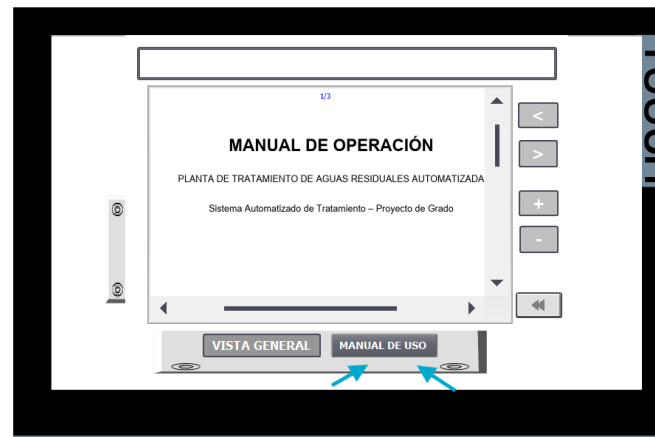 1/3
MANUAL DE OPERACIÓN
PLANTA DE TRATAMIENTO DE AGUAS RESIDUALES AUTOMATIZADA
Sistema Automatizado de Tratamiento – Proyecto de Grado
<
>
+
-
VISTA GENERAL MANUAL DE USO